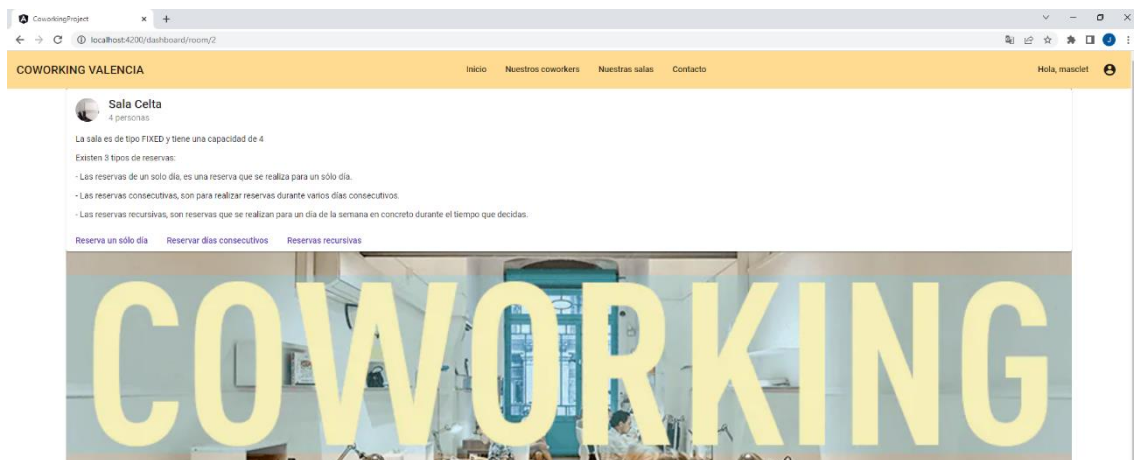 CoworkingProject
localhost:4200/dashboard/room/2
J
COWORKING VALENCIA
Inicio Nuestros coworkers Nuestras salas Contacto
Hola, masclet
Sala Celta
4 personas
La sala es de tipo FIXED y tiene una capacidad de 4
Existen 3 tipos de reservas:
- Las reservas de un solo día, es una reserva que se realiza para un sólo día.
- Las reservas consecutivas, son para realizar reservas durante varios días consecutivos.
- Las reservas recursivas, son reservas que se realizan para un día de la semana en concreto durante el tiempo que decidas.
Reserva un sólo día Reservar días consecutivos Reservas recursivas
COWORKING